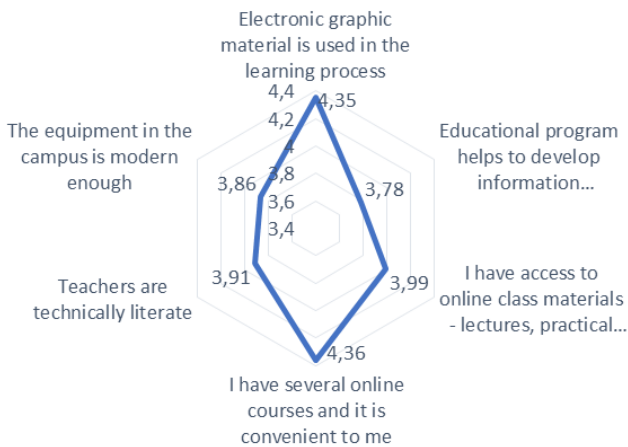 Electronic graphic
material is used in the
learning process
4,4
4,35
4,2
4
3,8
3,6
3,4
Educational program
helps to develop
information...
3,78
I have access to
online class materials
- lectures, practical...
3,99
4,36
I have several online
courses and it is
convenient to me
Teachers are
technically literate
3,91
The equipment in the
campus is modern
enough
3,86